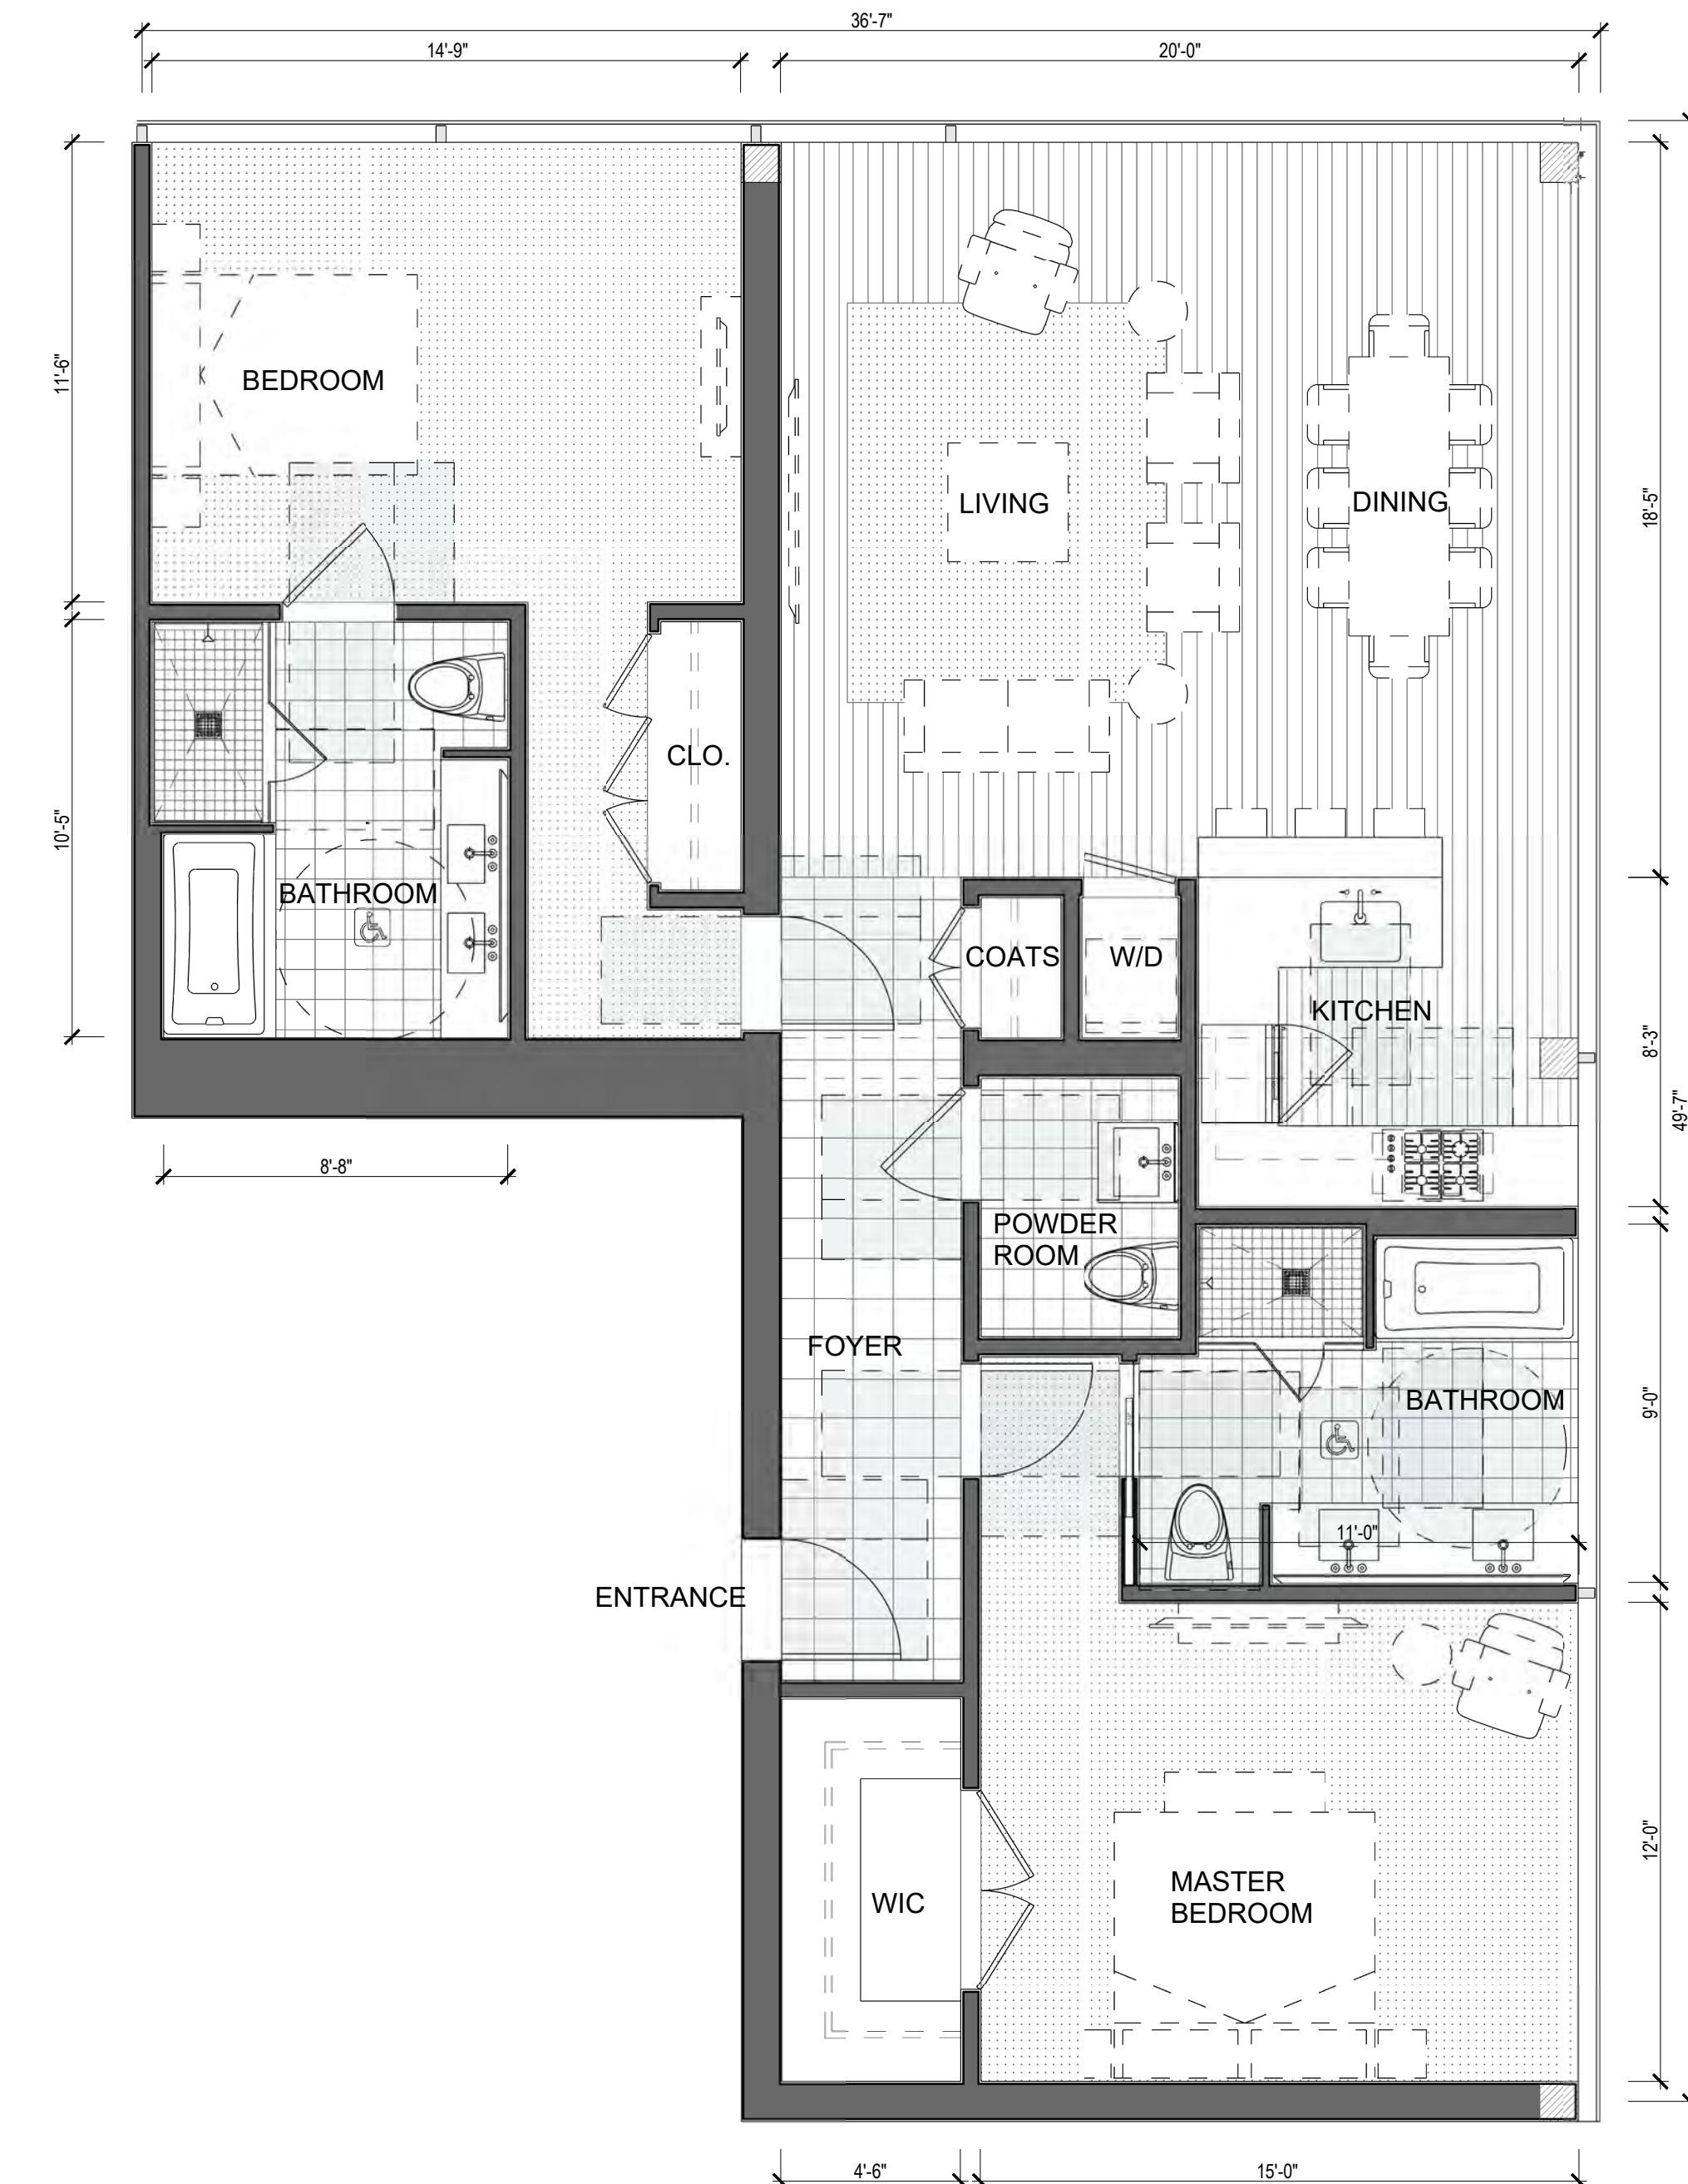 36'-7"
14'-9"
20'-0"
11'-6"
BEDROOM
LIVING
DINING
18'-5"
CLO.
10'-5"
BATHROOM
COATS
W/D
KITCHEN
8'-3"
49'-7"
8'-8"
POWDER
ROOM
FOYER
BATHROOM
9'-0"
11'-0"
ENTRANCE
12'-0"
WIC
MASTER
BEDROOM
4'-6"
15'-0"